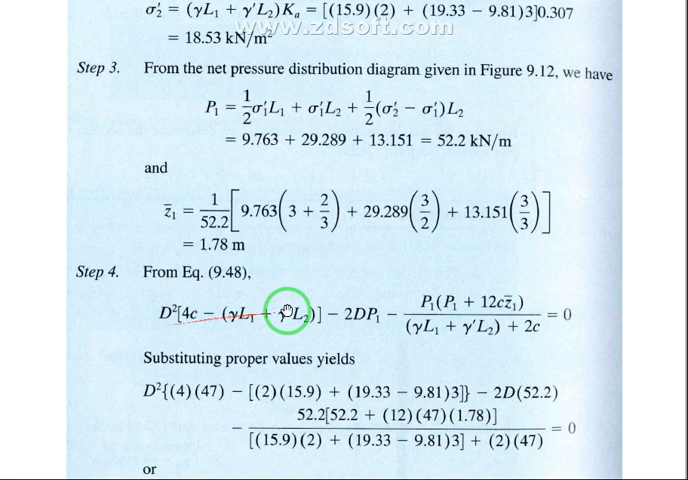 σ′₂ = (γL₁ + γ′L₂)Kₐ = [(15.9)(2) + (19.33 − 9.81)3]0.307
www.zdsoft.com
= 18.53 kN/m²
Step 3. From the net pressure distribution diagram given in Figure 9.12, we have
P₁ = 1/2 σ′₁L₁ + σ′₁L₂ + 1/2 (σ′₂ − σ′₁)L₂
= 9.763 + 29.289 + 13.151 = 52.2 kN/m
and
z̄₁ = 1/52.2 [9.763(3 + 2/3) + 29.289(3/2) + 13.151(3/3)]
= 1.78 m
Step 4. From Eq. (9.48),
D²[4c − (γL₁ + γ′L₂)] − 2DP₁ − P₁(P₁ + 12cz̄₁)/(γL₁ + γ′L₂) + 2c = 0
Substituting proper values yields
D²{(4)(47) − [(2)(15.9) + (19.33 − 9.81)3]} − 2D(52.2)
− 52.2[52.2 + (12)(47)(1.78)]/[(15.9)(2) + (19.33 − 9.81)3] + (2)(47) = 0
or